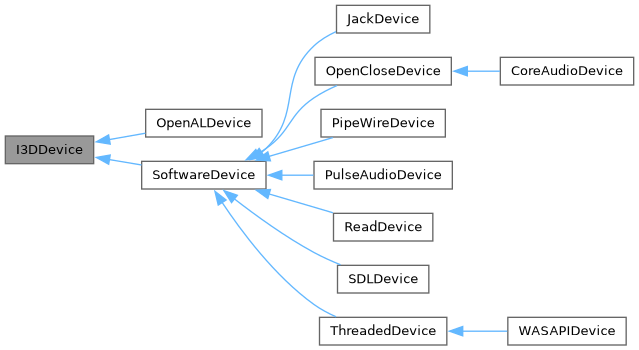 JackDevice
OpenCloseDevice
CoreAudioDevice
OpenALDevice
PipeWireDevice
I3DDevice
SoftwareDevice
PulseAudioDevice
ReadDevice
SDLDevice
ThreadedDevice
WASAPIDevice